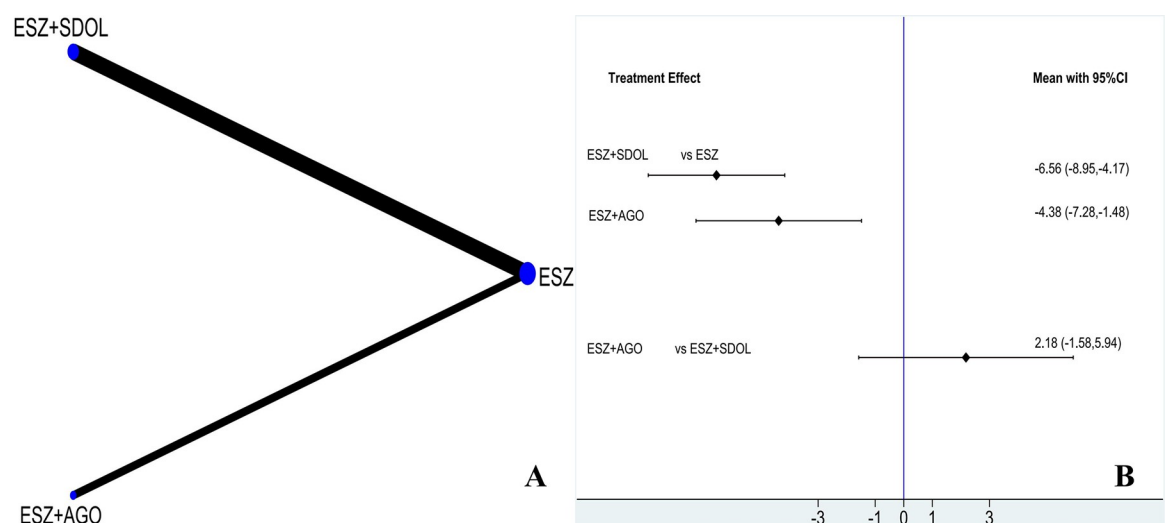 ESZ+SDOL
ESZ
ESZ+AGO
A
Treatment Effect Mean with 95%CI
ESZ+SDOL vs ESZ -6.56 (-8.95,-4.17)
ESZ+AGO -4.38 (-7.28,-1.48)
ESZ+AGO vs ESZ+SDOL 2.18 (-1.58,5.94)
B
-3 -1 0 1 3